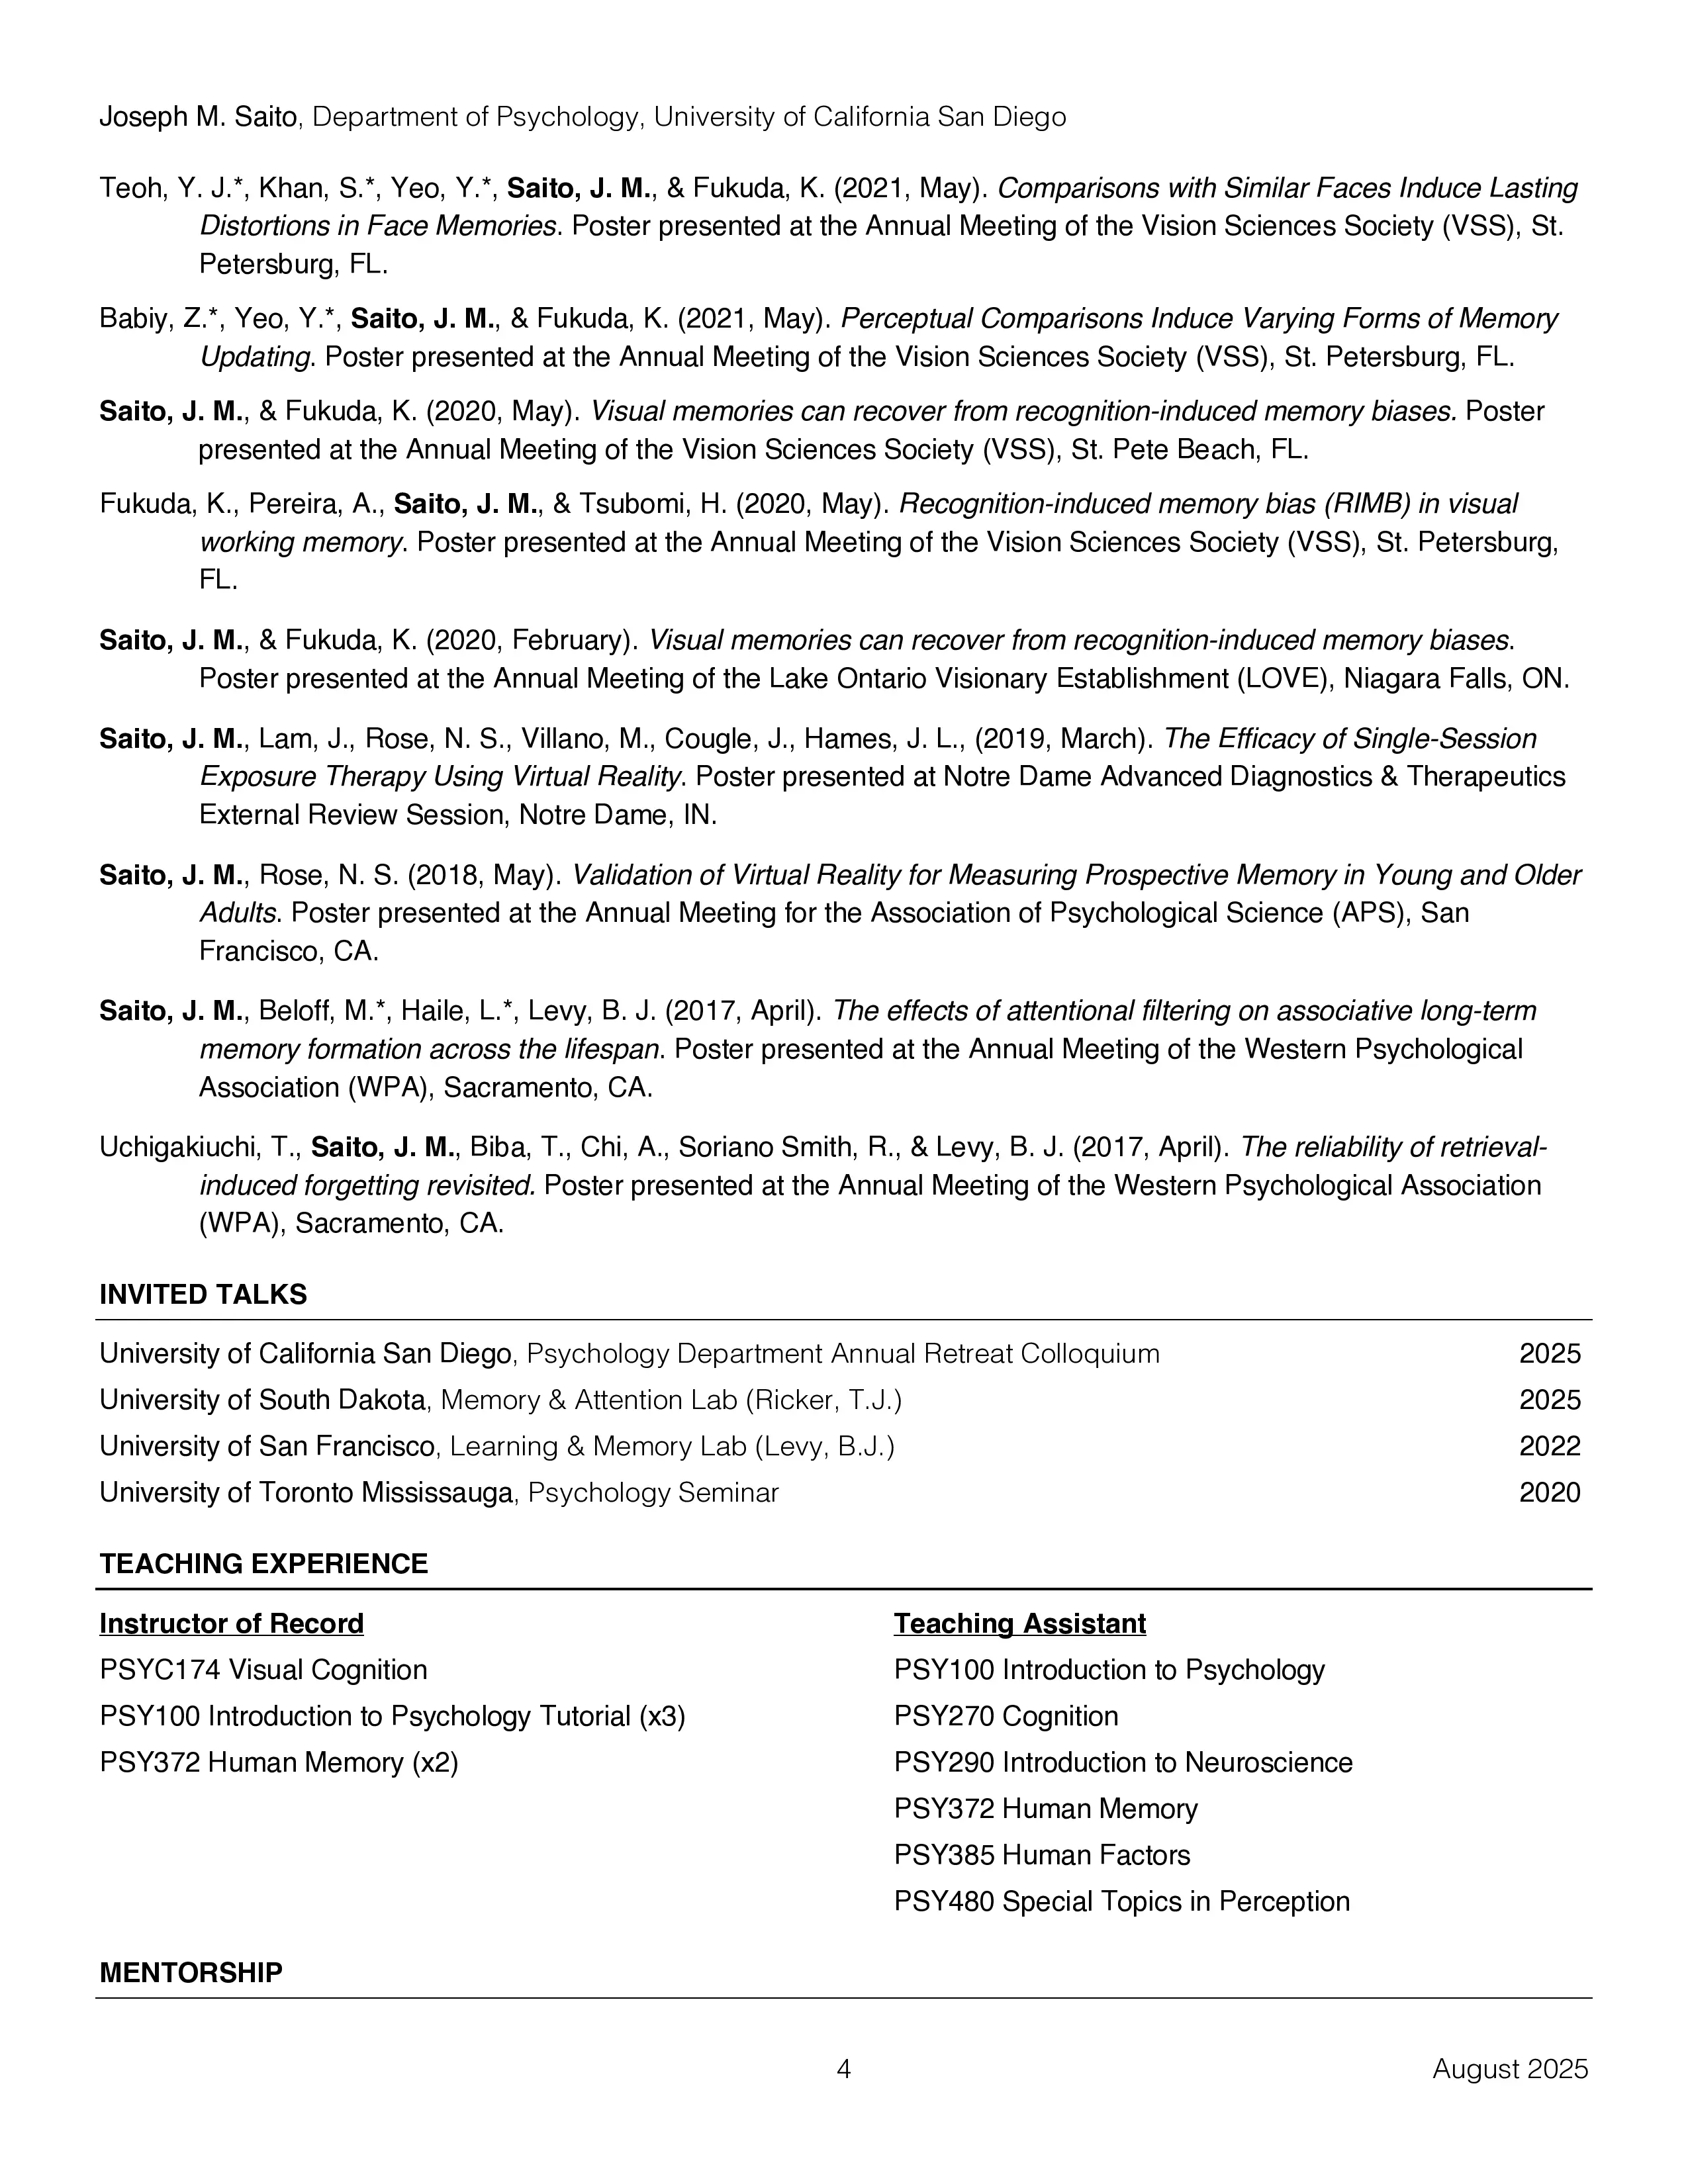 Joseph M. Saito, Department of Psychology, University of California San Diego
Teoh, Y. J.*, Khan, S.*, Yeo, Y.*, Saito, J. M., & Fukuda, K. (2021, May). Comparisons with Similar Faces Induce Lasting
Distortions in Face Memories. Poster presented at the Annual Meeting of the Vision Sciences Society (VSS), St.
Petersburg, FL.
Babiy, Z.*, Yeo, Y.*, Saito, J. M., & Fukuda, K. (2021, May). Perceptual Comparisons Induce Varying Forms of Memory
Updating. Poster presented at the Annual Meeting of the Vision Sciences Society (VSS), St. Petersburg, FL.
Saito, J. M., & Fukuda, K. (2020, May). Visual memories can recover from recognition-induced memory biases. Poster
presented at the Annual Meeting of the Vision Sciences Society (VSS), St. Pete Beach, FL.
Fukuda, K., Pereira, A., Saito, J. M., & Tsubomi, H. (2020, May). Recognition-induced memory bias (RIMB) in visual
working memory. Poster presented at the Annual Meeting of the Vision Sciences Society (VSS), St. Petersburg,
FL.
Saito, J. M., & Fukuda, K. (2020, February). Visual memories can recover from recognition-induced memory biases.
Poster presented at the Annual Meeting of the Lake Ontario Visionary Establishment (LOVE), Niagara Falls, ON.
Saito, J. M., Lam, J., Rose, N. S., Villano, M., Cougle, J., Hames, J. L., (2019, March). The Efficacy of Single-Session
Exposure Therapy Using Virtual Reality. Poster presented at Notre Dame Advanced Diagnostics & Therapeutics
External Review Session, Notre Dame, IN.
Saito, J. M., Rose, N. S. (2018, May). Validation of Virtual Reality for Measuring Prospective Memory in Young and Older
Adults. Poster presented at the Annual Meeting for the Association of Psychological Science (APS), San
Francisco, CA.
Saito, J. M., Beloff, M.*, Haile, L.*, Levy, B. J. (2017, April). The effects of attentional filtering on associative long-term
memory formation across the lifespan. Poster presented at the Annual Meeting of the Western Psychological
Association (WPA), Sacramento, CA.
Uchigakiuchi, T., Saito, J. M., Biba, T., Chi, A., Soriano Smith, R., & Levy, B. J. (2017, April). The reliability of retrieval-
induced forgetting revisited. Poster presented at the Annual Meeting of the Western Psychological Association
(WPA), Sacramento, CA.
INVITED TALKS
University of California San Diego, Psychology Department Annual Retreat Colloquium 2025
University of South Dakota, Memory & Attention Lab (Ricker, T.J.) 2025
University of San Francisco, Learning & Memory Lab (Levy, B.J.) 2022
University of Toronto Mississauga, Psychology Seminar 2020
TEACHING EXPERIENCE
Instructor of Record
PSYC174 Visual Cognition
PSY100 Introduction to Psychology Tutorial (x3)
PSY372 Human Memory (x2)
Teaching Assistant
PSY100 Introduction to Psychology
PSY270 Cognition
PSY290 Introduction to Neuroscience
PSY372 Human Memory
PSY385 Human Factors
PSY480 Special Topics in Perception
MENTORSHIP
4 August 2025